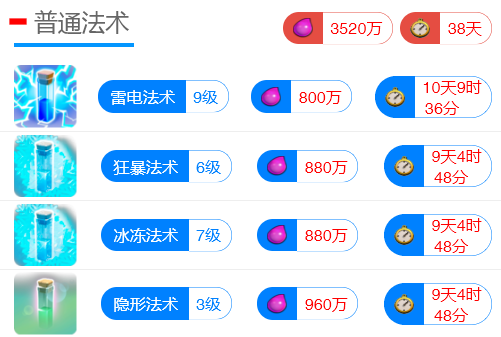 普通法术 3520万 38天
雷电法术 9级 800万 10天9时
36分
狂暴法术 6级 880万 9天4时
48分
冰冻法术 7级 880万 9天4时
48分
隐形法术 3级 960万 9天4时
48分